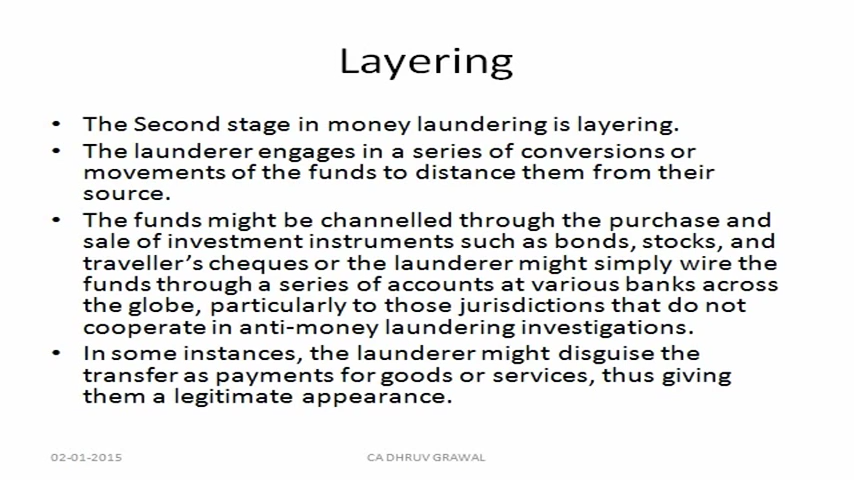 Layering
• The Second stage in money laundering is layering.
• The launderer engages in a series of conversions or
movements of the funds to distance them from their
source.
• The funds might be channelled through the purchase and
sale of investment instruments such as bonds, stocks, and
traveller's cheques or the launderer might simply wire the
funds through a series of accounts at various banks across
the globe, particularly to those jurisdictions that do not
cooperate in anti-money laundering investigations.
• In some instances, the launderer might disguise the
transfer as payments for goods or services, thus giving
them a legitimate appearance.
02-01-2015 CA DHRUV GRAWAL